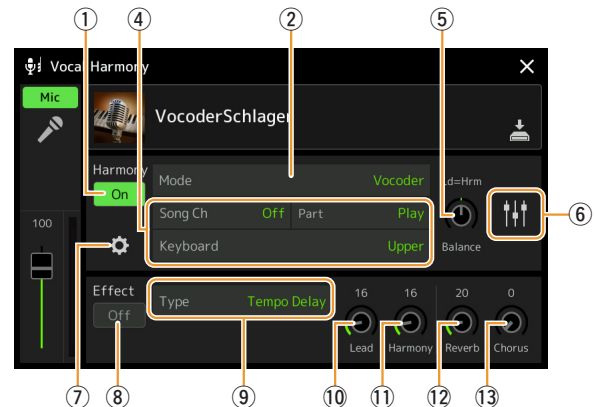 ① ④ ② ⑤
Vocal Harmony
Mic
VocoderSchlager
Harmony
On
Mode Vocoder
Ld=Hrm
Song Ch Off Part Play
⑥
100
Keyboard Upper
Balance
Effect
Off
Type Tempo Delay
16 16 20 0
Lead Harmony Reverb Chorus
⑦ ⑧ ⑨ ⑩ ⑪ ⑫ ⑬